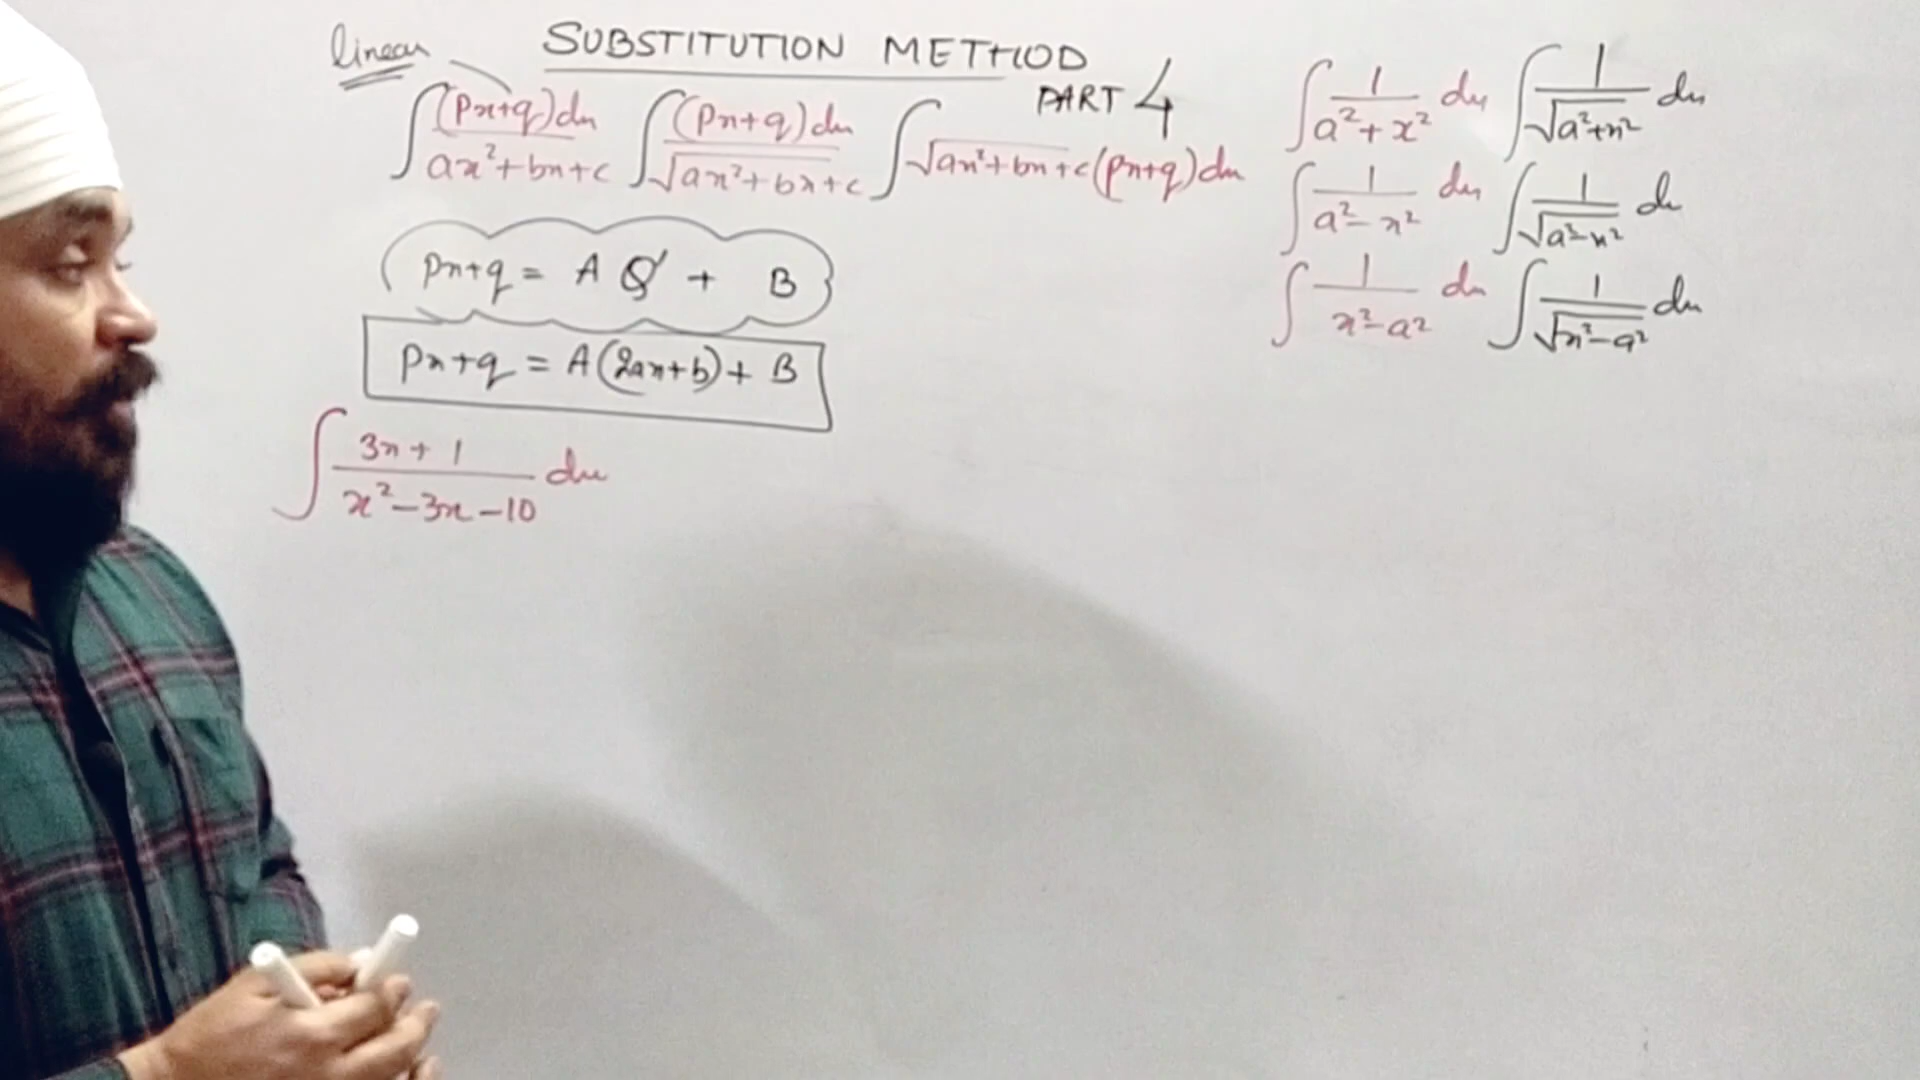 SUBSTITUTION METHOD
PART 4
linear
∫ (px+q)dx / ax²+bx+c ∫ (px+q)dx / √ax²+bx+c ∫ √ax²+bx+c (px+q)dx
px+q = A Q' + B
px+q = A(2ax+b) + B
∫ 3x+1 / x²-3x-10 dx
∫ 1 / a²+x² dx ∫ 1 / √a²+x² dx
∫ 1 / a²-x² dx ∫ 1 / √a²-x² dx
∫ 1 / x²-a² dx ∫ 1 / √x²-a² dx